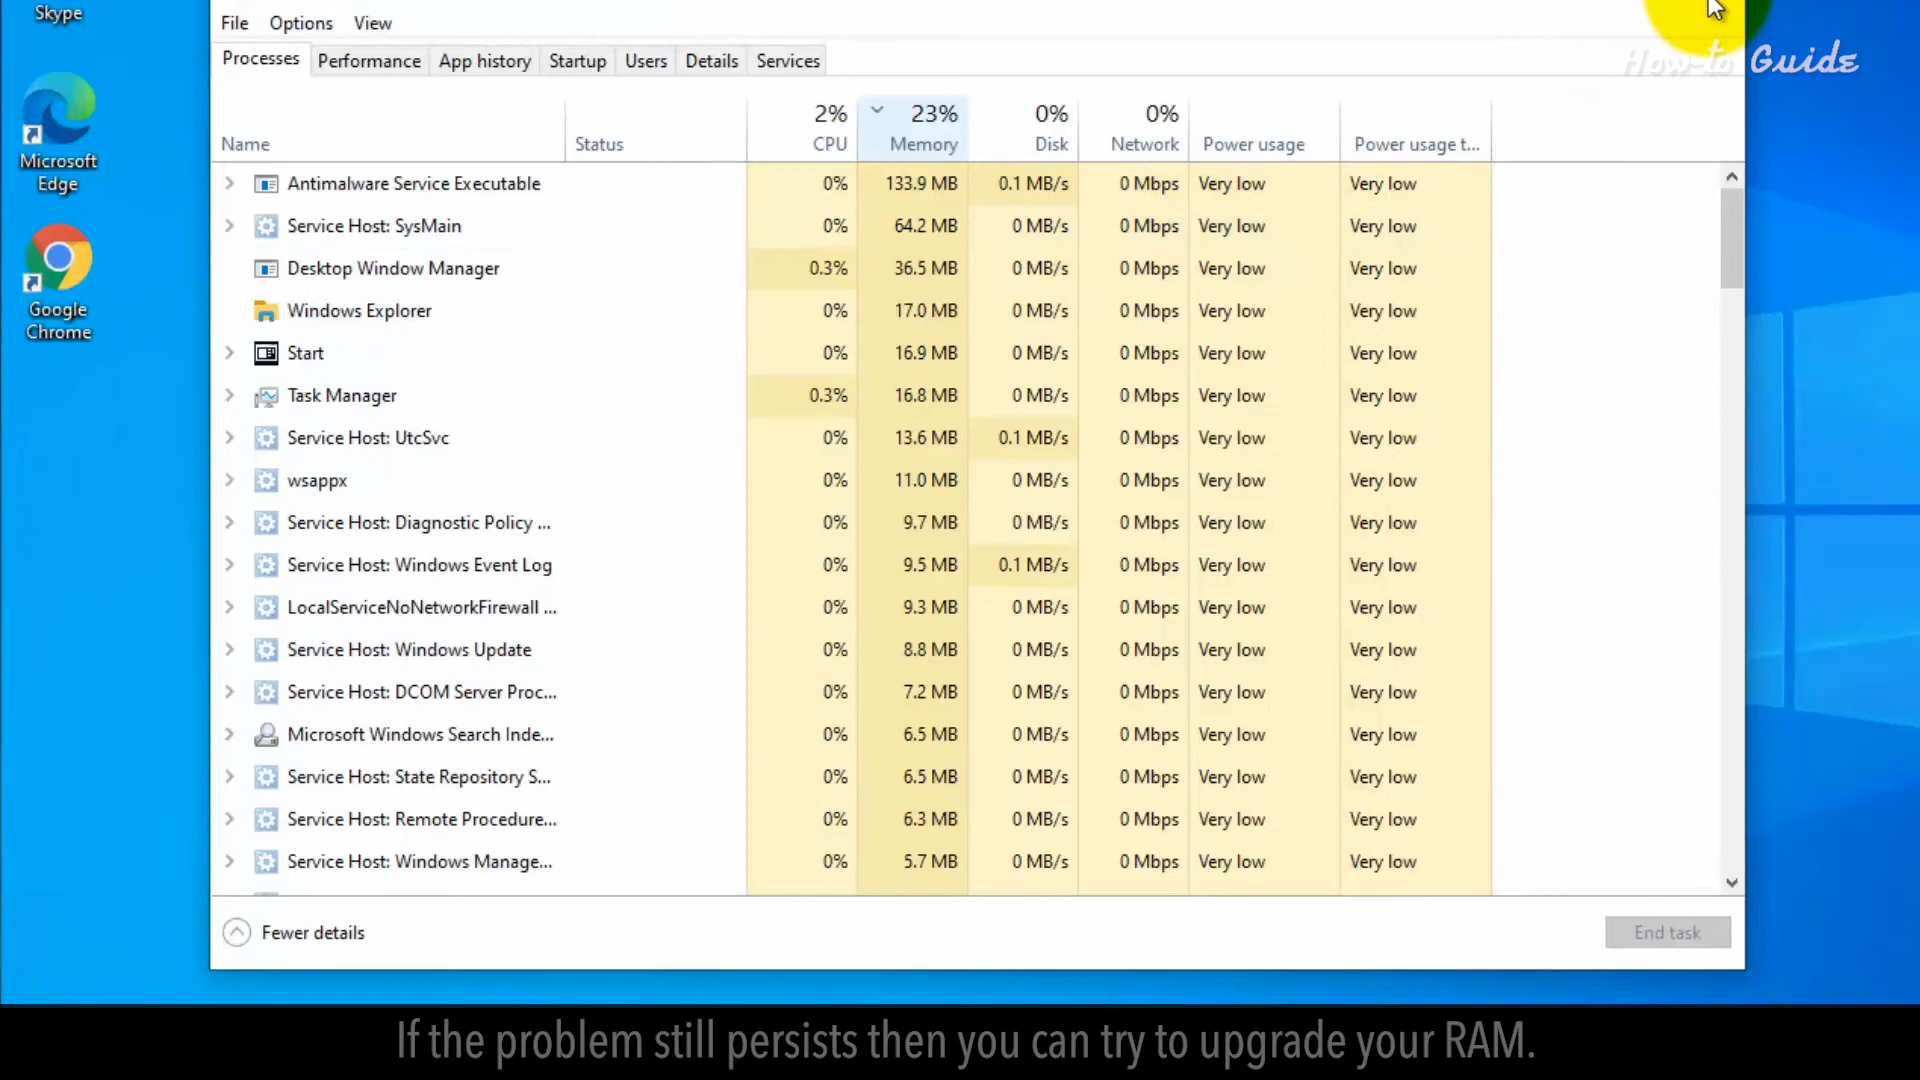 Skype
File Options View
How-to Guide
Processes Performance App history Startup Users Details Services
2% 23% 0% 0%
Name Status CPU Memory Disk Network Power usage Power usage t...
Microsoft
Edge
Google
Chrome
Antimalware Service Executable 0% 133.9 MB 0.1 MB/s 0 Mbps Very low Very low
Service Host: SysMain 0% 64.2 MB 0 MB/s 0 Mbps Very low Very low
Desktop Window Manager 0.3% 36.5 MB 0 MB/s 0 Mbps Very low Very low
Windows Explorer 0% 17.0 MB 0 MB/s 0 Mbps Very low Very low
Start 0% 16.9 MB 0 MB/s 0 Mbps Very low Very low
Task Manager 0.3% 16.8 MB 0 MB/s 0 Mbps Very low Very low
Service Host: UtcSvc 0% 13.6 MB 0.1 MB/s 0 Mbps Very low Very low
wsappx 0% 11.0 MB 0 MB/s 0 Mbps Very low Very low
Service Host: Diagnostic Policy ... 0% 9.7 MB 0 MB/s 0 Mbps Very low Very low
Service Host: Windows Event Log 0% 9.5 MB 0.1 MB/s 0 Mbps Very low Very low
LocalServiceNoNetworkFirewall ... 0% 9.3 MB 0 MB/s 0 Mbps Very low Very low
Service Host: Windows Update 0% 8.8 MB 0 MB/s 0 Mbps Very low Very low
Service Host: DCOM Server Proc... 0% 7.2 MB 0 MB/s 0 Mbps Very low Very low
Microsoft Windows Search Inde... 0% 6.5 MB 0 MB/s 0 Mbps Very low Very low
Service Host: State Repository S... 0% 6.5 MB 0 MB/s 0 Mbps Very low Very low
Service Host: Remote Procedure... 0% 6.3 MB 0 MB/s 0 Mbps Very low Very low
Service Host: Windows Manage... 0% 5.7 MB 0 MB/s 0 Mbps Very low Very low
Fewer details End task
If the problem still persists then you can try to upgrade your RAM.